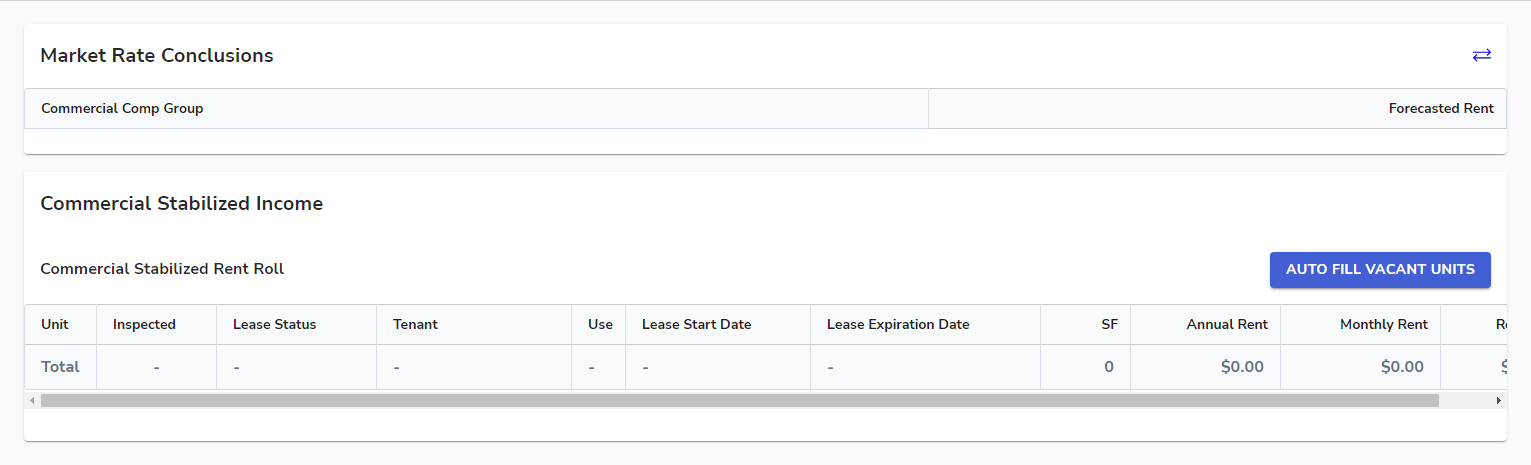 Market Rate Conclusions
Commercial Comp Group Forecasted Rent
Commercial Stabilized Income
Commercial Stabilized Rent Roll AUTO FILL VACANT UNITS
Unit Inspected Lease Status Tenant Use Lease Start Date Lease Expiration Date SF Annual Rent Monthly Rent
Total - - - - - - 0 $0.00 $0.00